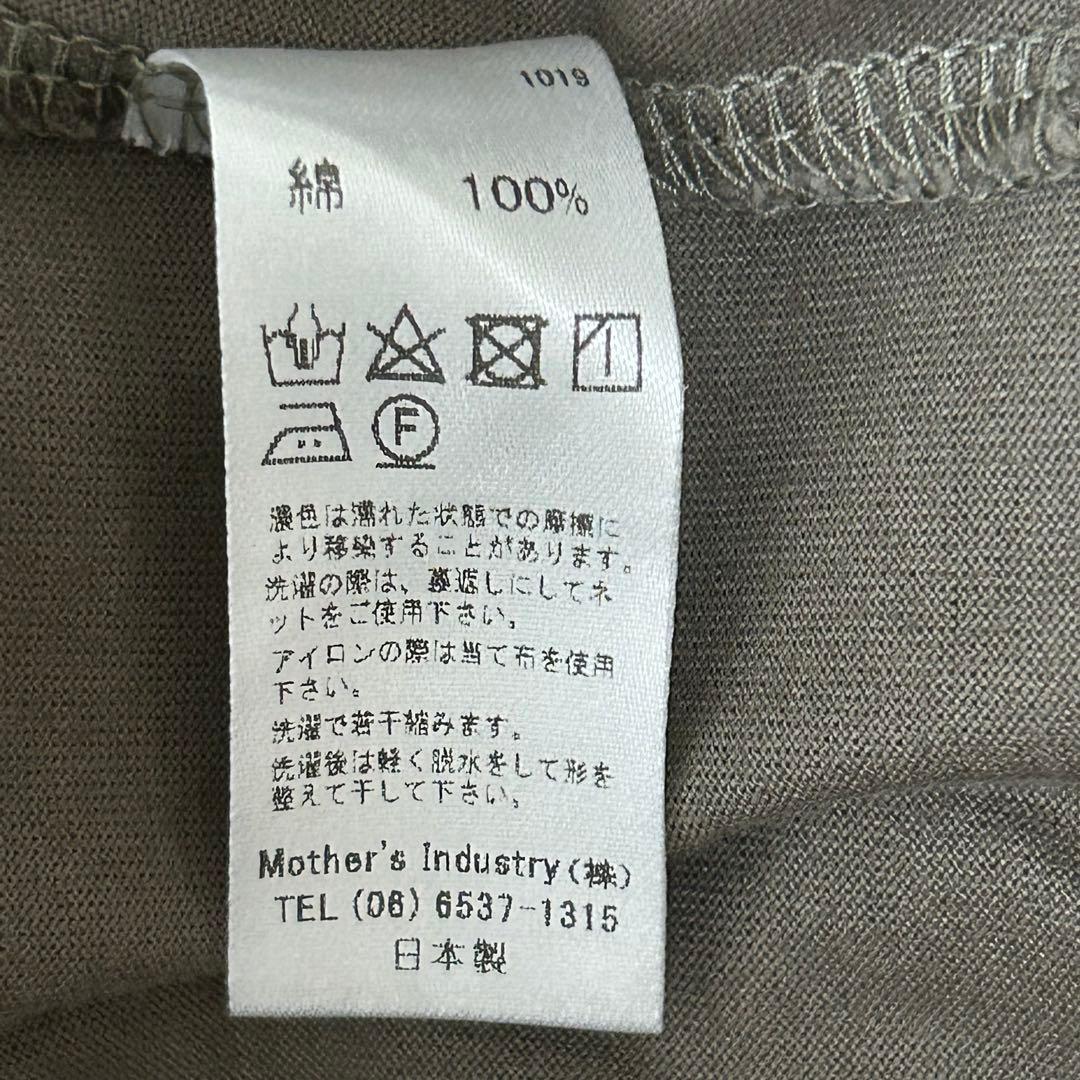 1019
綿 100%
F
濃色は濡れた状態での摩擦に
より移染することがあります。
洗濯の際は、裏返しにしてネ
ットをご使用下さい。
アイロンの際は当て布を使用
下さい。
洗濯で若干縮みます。
洗濯後は軽く脱水をして形を
整えて干して下さい。
Mother's Industry(株)
TEL (06) 6537-1315
日本製